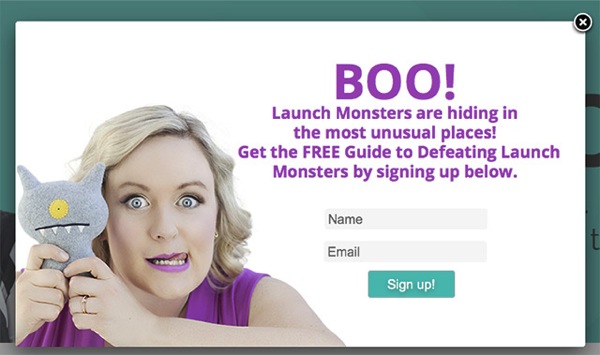 BOO!
Launch Monsters are hiding in
the most unusual places!
Get the FREE Guide to Defeating Launch
Monsters by signing up below.
Name
Email
Sign up!